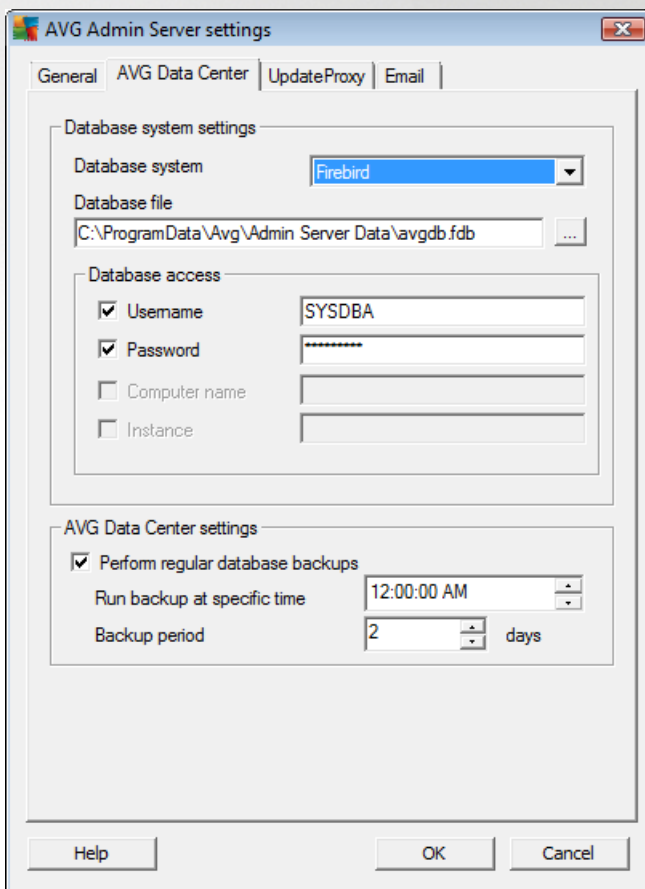 AVG Admin Server settings
General AVG Data Center UpdateProxy Email
Database system settings
Database system Firebird
Database file
C:\ProgramData\Avg\Admin Server Data\avgdb.fdb ...
Database access
Username SYSDBA
Password *********
Computer name
Instance
AVG Data Center settings
Perform regular database backups
Run backup at specific time 12:00:00 AM
Backup period 2 days
Help OK Cancel